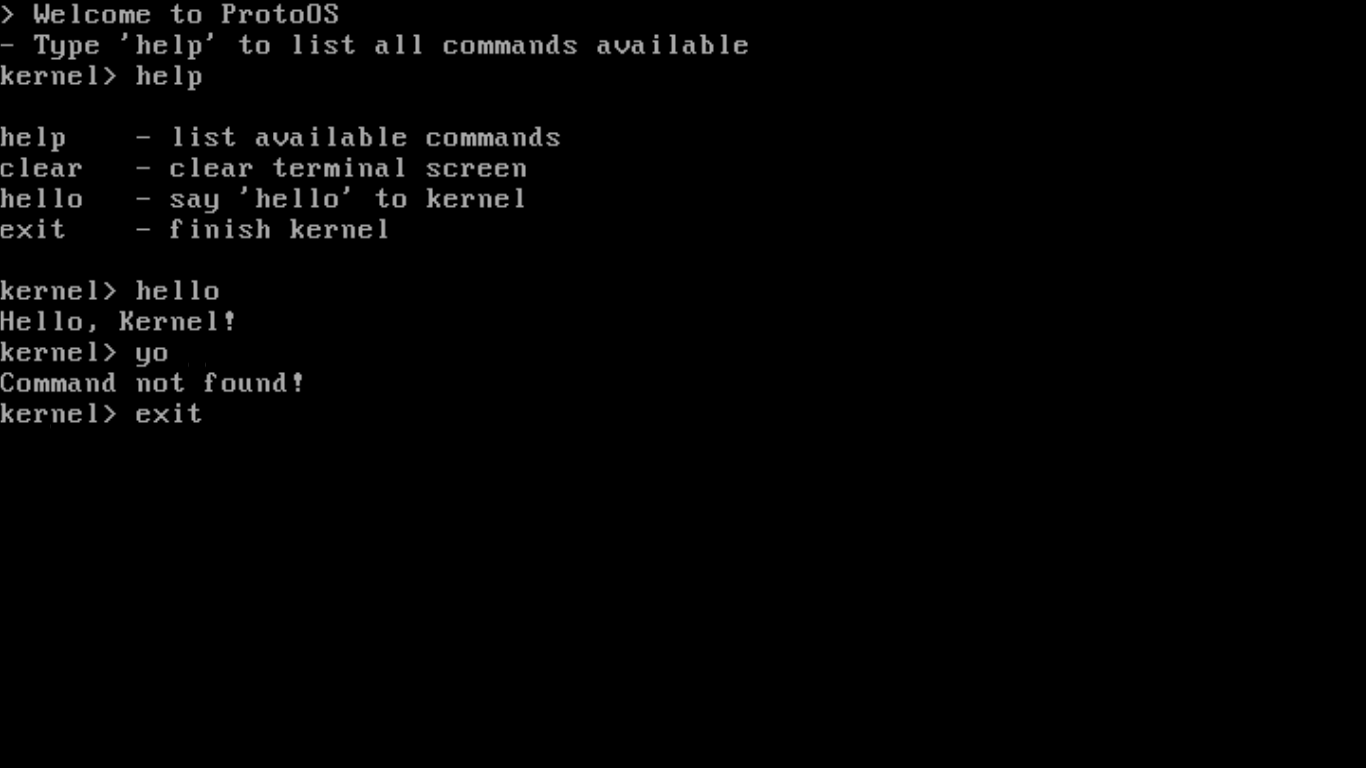 > Welcome to ProtoOS
- Type 'help' to list all commands available
kernel> help
help    - list available commands
clear   - clear terminal screen
hello   - say 'hello' to kernel
exit    - finish kernel
kernel> hello
Hello, Kernel!
kernel> yo
Command not found!
kernel> exit